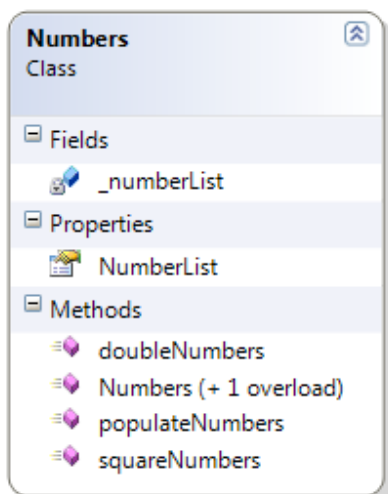 Numbers
Class
Fields
_numberList
Properties
NumberList
Methods
doubleNumbers
Numbers (+ 1 overload)
populateNumbers
squareNumbers